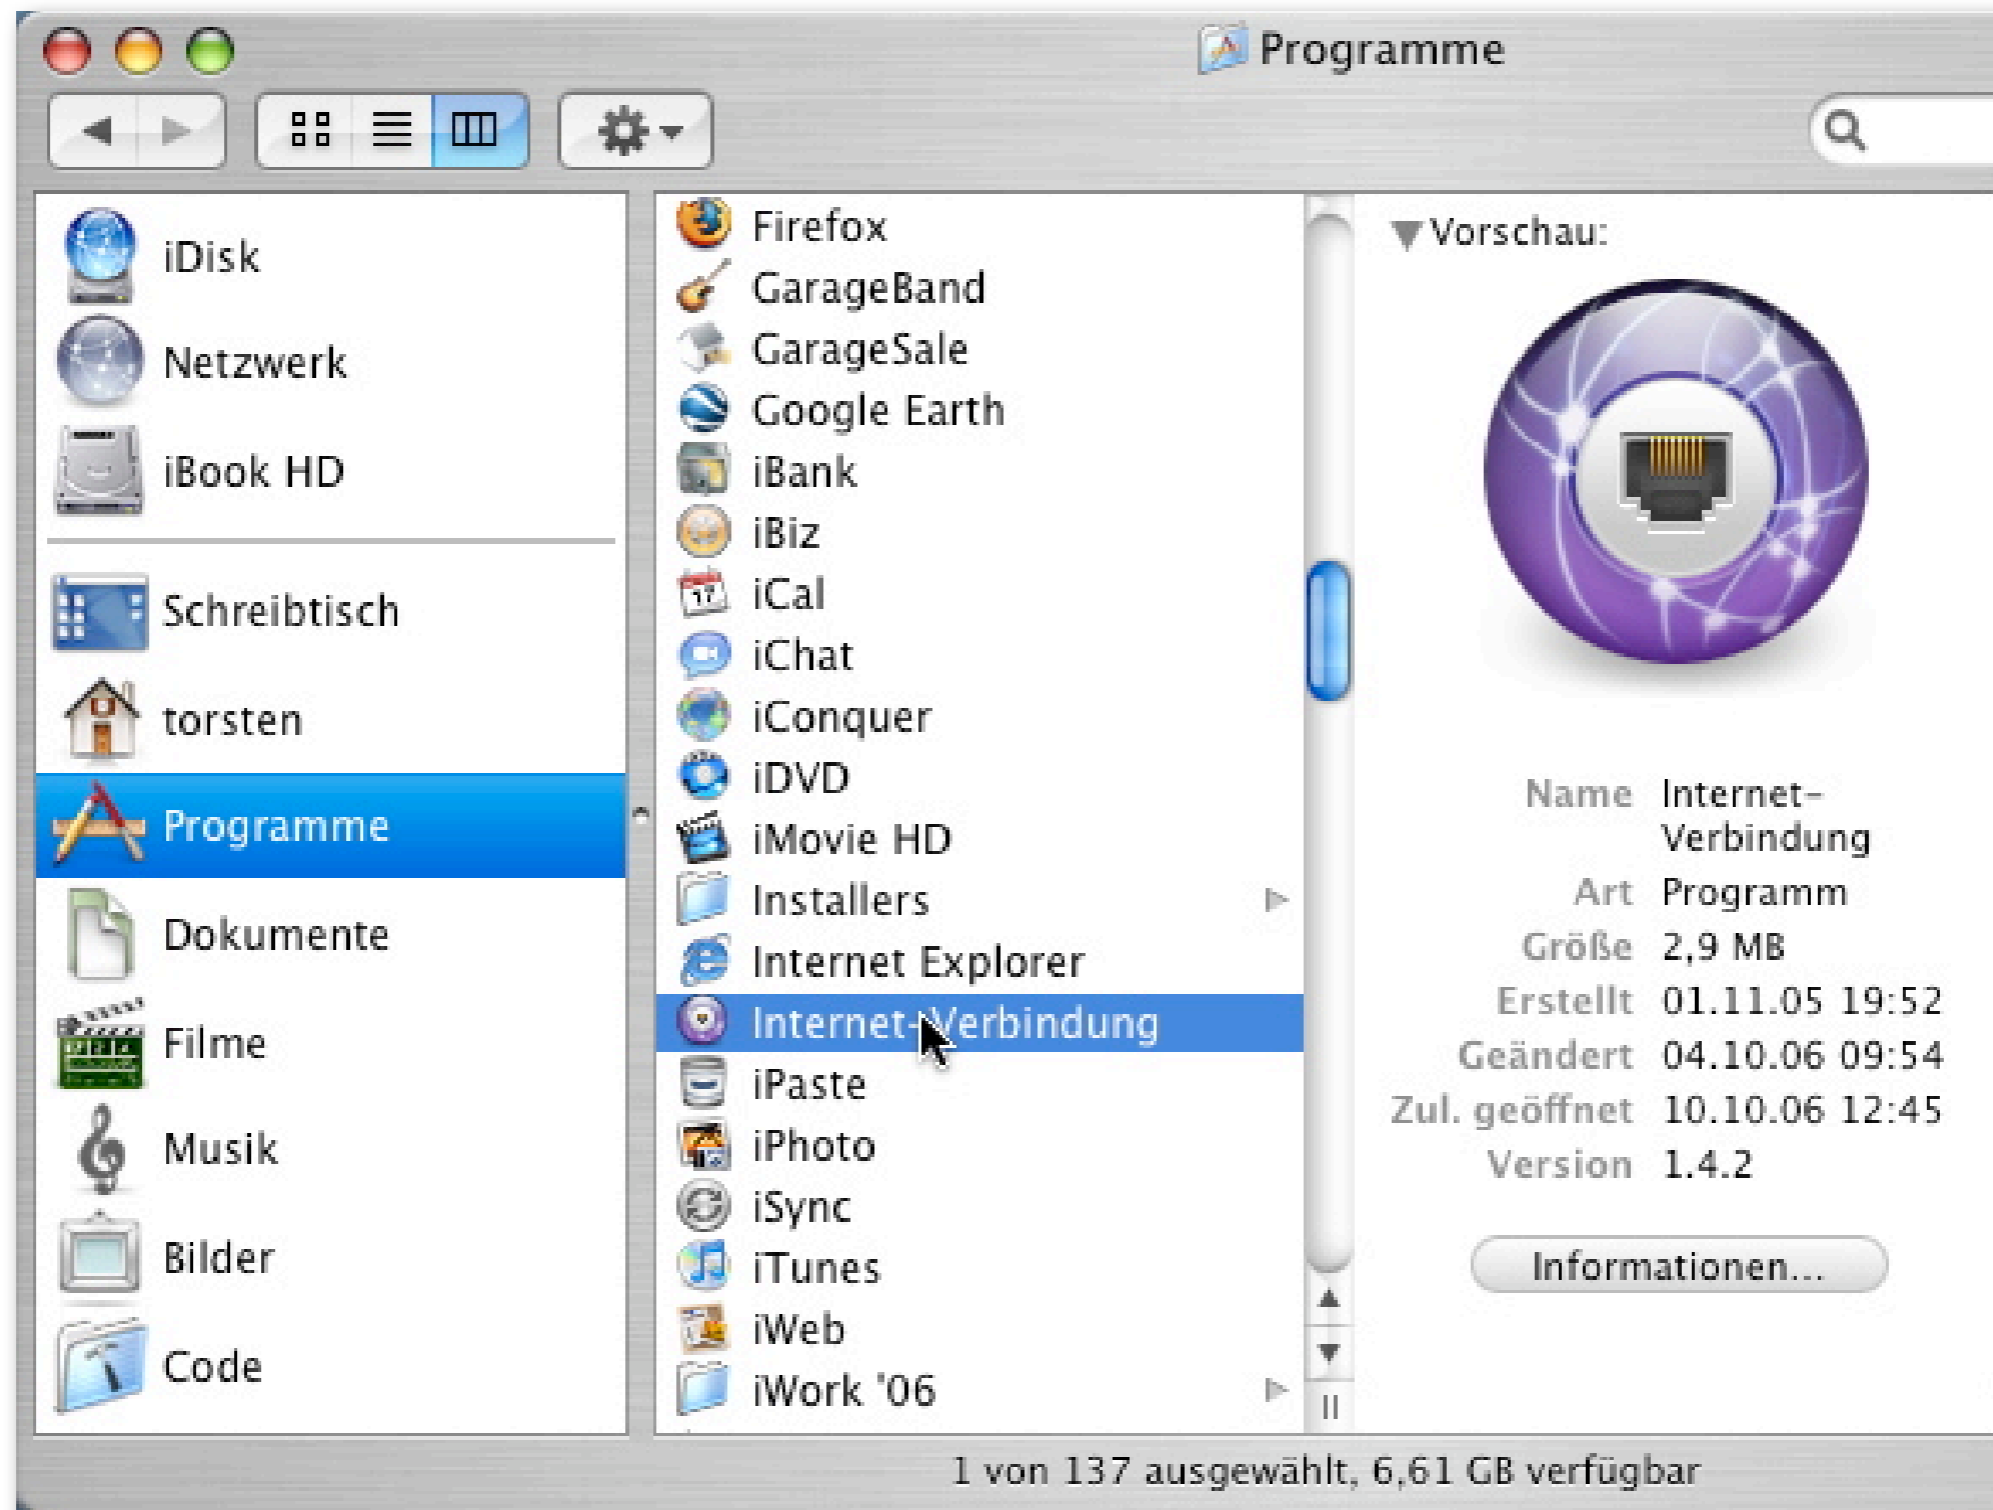 Programme
iDisk
Netzwerk
iBook HD
Schreibtisch
torsten
Programme
Dokumente
Filme
Musik
Bilder
Code
Firefox
GarageBand
GarageSale
Google Earth
iBank
iBiz
iCal
iChat
iConquer
iDVD
iMovie HD
Installers
Internet Explorer
Internet-Verbindung
iPaste
iPhoto
iSync
iTunes
iWeb
iWork '06
Vorschau:
Name Internet-
Verbindung
Art Programm
Größe 2,9 MB
Erstellt 01.11.05 19:52
Geändert 04.10.06 09:54
Zul. geöffnet 10.10.06 12:45
Version 1.4.2
Informationen...
1 von 137 ausgewählt, 6,61 GB verfügbar